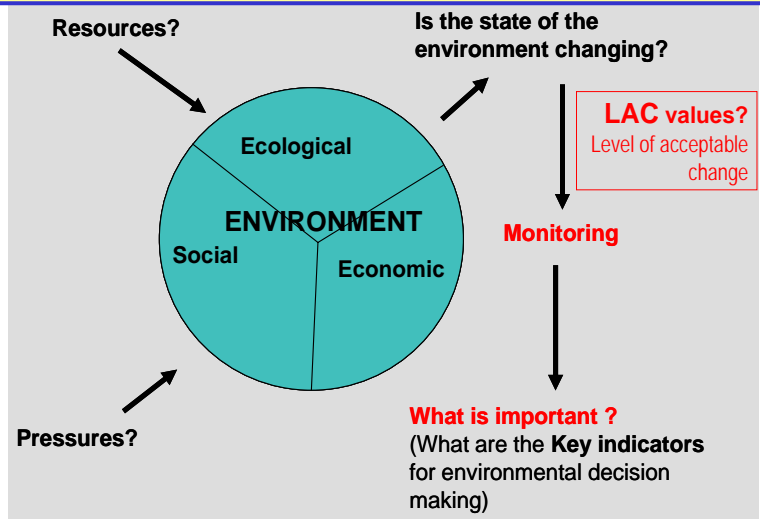 Resources?
Is the state of the
environment changing?
LAC values?
Level of acceptable
change
Ecological
ENVIRONMENT
Social
Economic
Monitoring
Pressures?
What is important ?
(What are the Key indicators
for environmental decision
making)